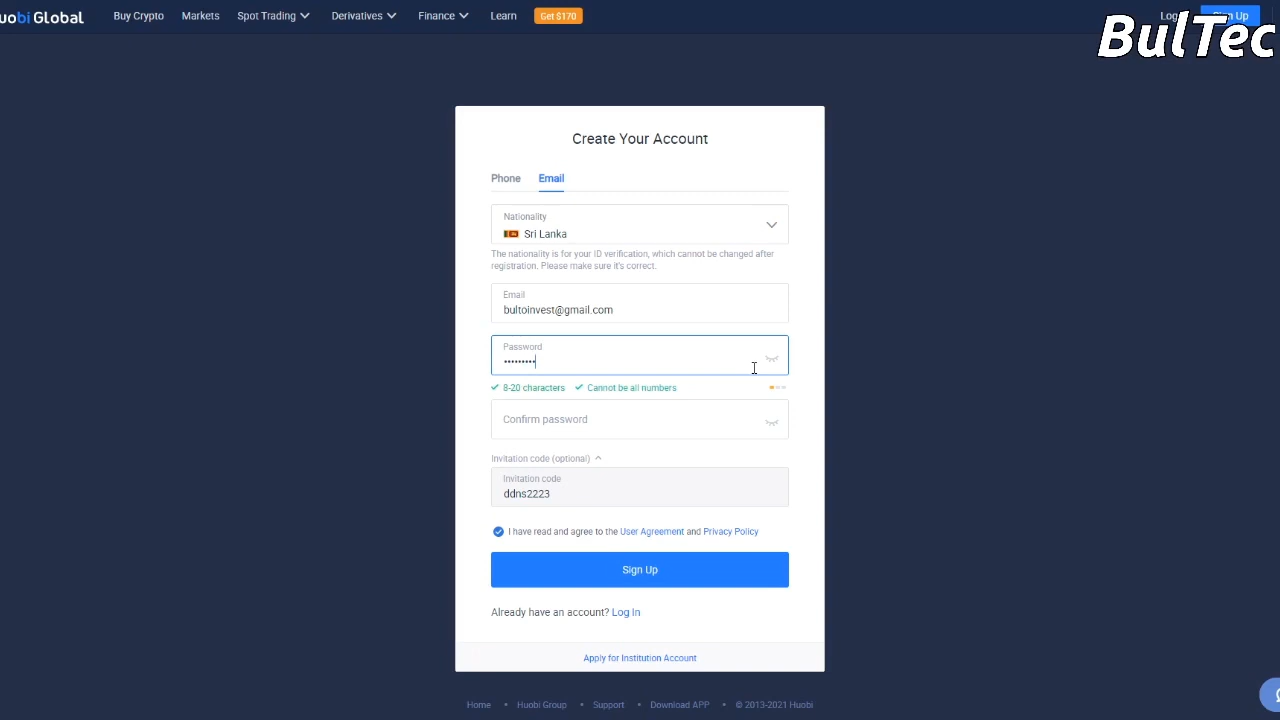 uobi Global
Buy Crypto
Markets
Spot Trading
Derivatives
Finance
Learn
Get $170
Log
Sign Up
BulTec
Create Your Account
Phone
Email
Nationality
Sri Lanka
The nationality is for your ID verification, which cannot be changed after
registration. Please make sure it's correct.
Email
bultoinvest@gmail.com
Password
•••••••••
8-20 characters
Cannot be all numbers
Confirm password
Invitation code (optional)
Invitation code
ddns2223
I have read and agree to the User Agreement and Privacy Policy
Sign Up
Already have an account? Log In
Apply for Institution Account
Home • Huobi Group • Support • Download APP • © 2013-2021 Huobi